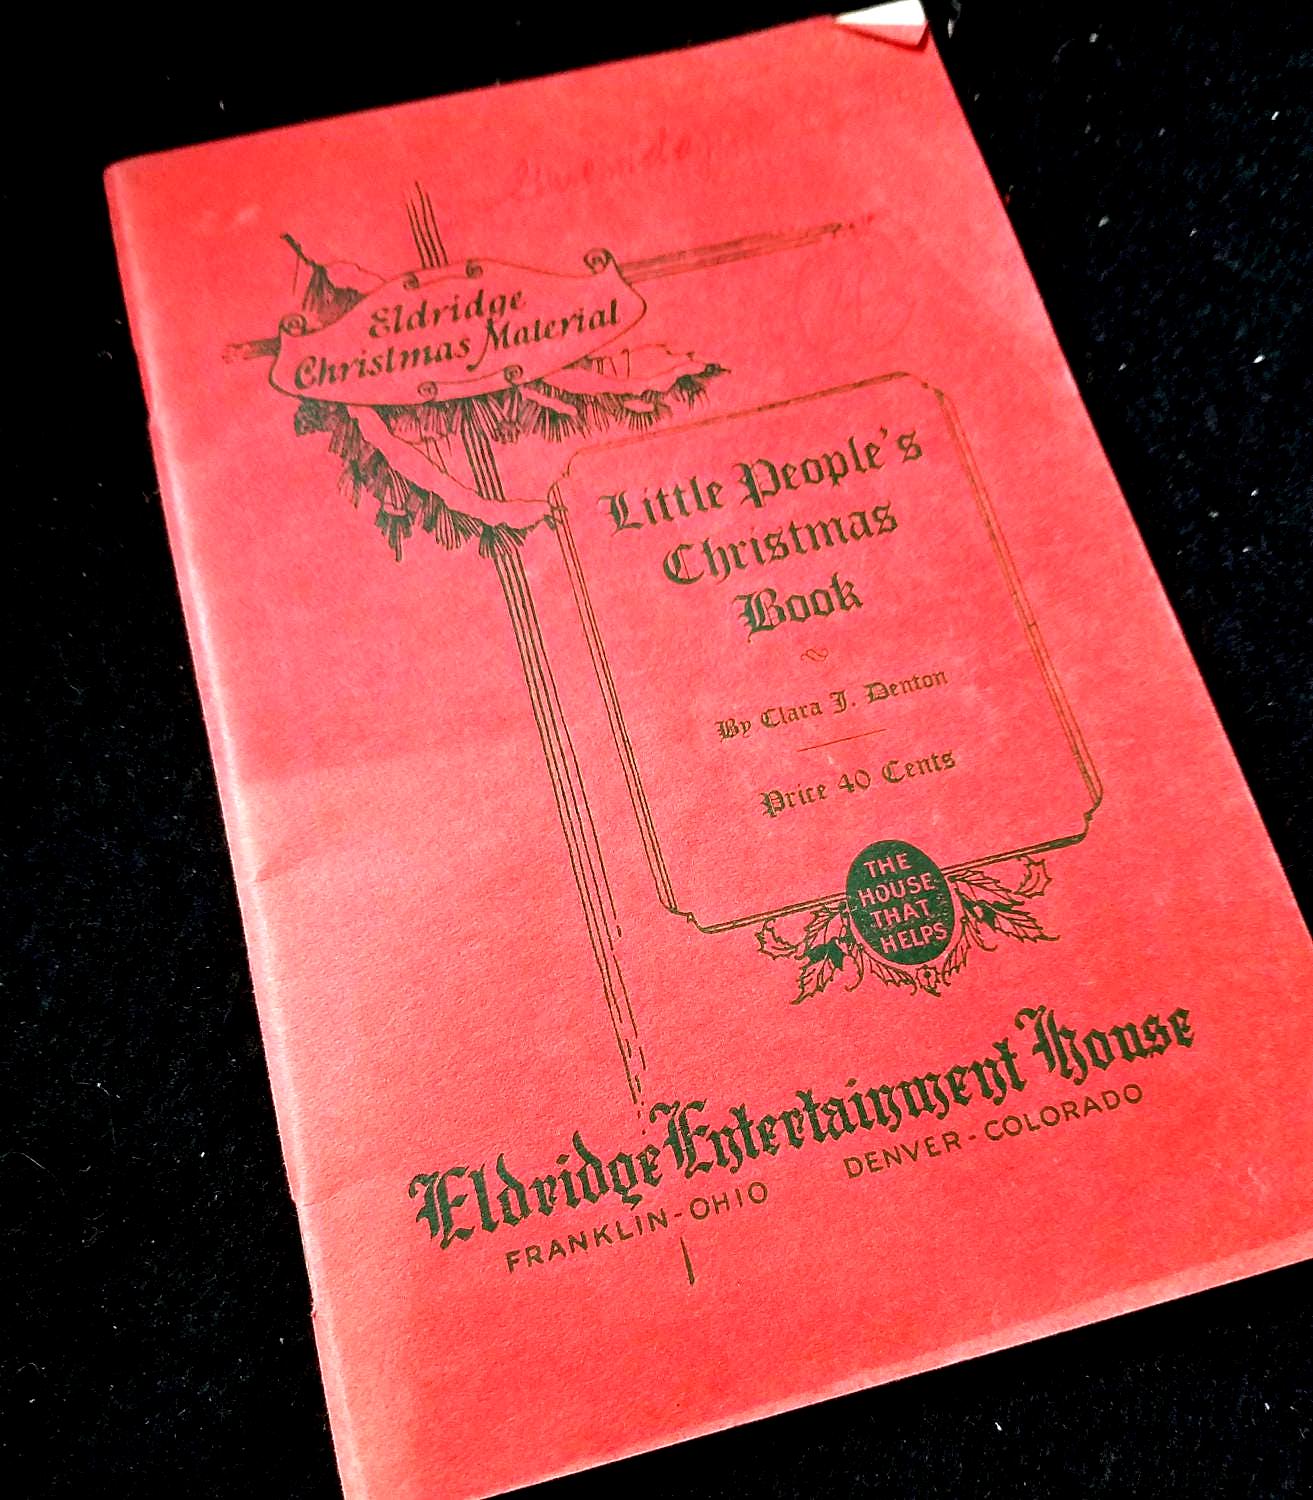 Eldridge
Christmas Material
Little People's
Christmas
Book
By Clara J. Denton
Price 40 Cents
THE
HOUSE
THAT
HELPS
Eldridge Entertainment House
FRANKLIN-OHIO DENVER-COLORADO